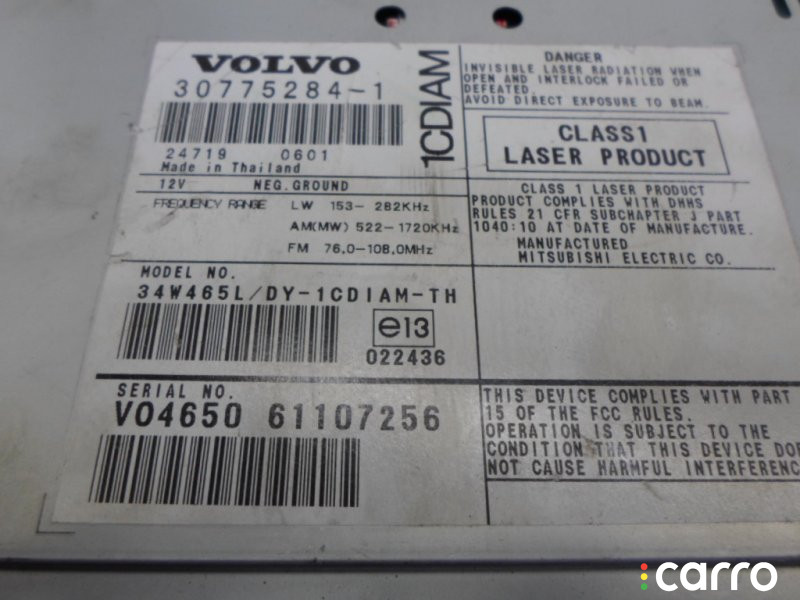 VOLVO
30775284-1
24719 0601
Made in Thailand
1CDIAM
12V NEG.GROUND
FREQUENCY RANGE LW 153-282KHz
AM(MW) 522-1720KHz
FM 76.0-108.0MHz
MODEL NO.
34W465L/DY-1CDIAM-TH
e13
022436
SERIAL NO.
VO4650 61107256
DANGER
INVISIBLE LASER RADIATION WHEN
OPEN AND INTERLOCK FAILED OR
DEFEATED.
AVOID DIRECT EXPOSURE TO BEAM.
CLASS1
LASER PRODUCT
CLASS 1 LASER PRODUCT
PRODUCT COMPLIES WITH DHHS
RULES 21 CFR SUBCHAPTER J PART
1040:10 AT DATE OF MANUFACTURE.
MANUFACTURED
MITSUBISHI ELECTRIC CO.
THIS DEVICE COMPLIES WITH PART
15 OF THE FCC RULES.
OPERATION IS SUBJECT TO THE
CONDITION THAT THIS DEVICE DOE
NOT CAUSE HARMFUL INTERFERENC
carro